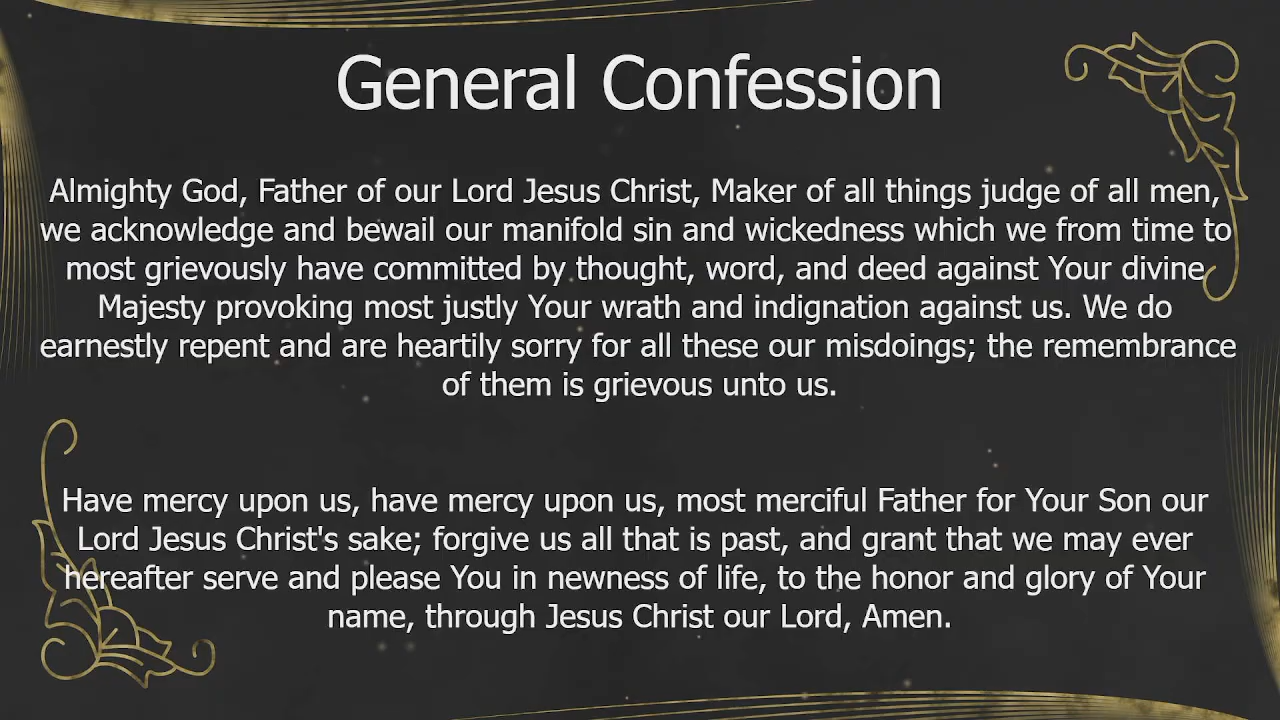 General Confession
Almighty God, Father of our Lord Jesus Christ, Maker of all things judge of all men,
we acknowledge and bewail our manifold sin and wickedness which we from time to
most grievously have committed by thought, word, and deed against Your divine
Majesty provoking most justly Your wrath and indignation against us. We do
earnestly repent and are heartily sorry for all these our misdoings; the remembrance
of them is grievous unto us.
Have mercy upon us, have mercy upon us, most merciful Father for Your Son our
Lord Jesus Christ's sake; forgive us all that is past, and grant that we may ever
hereafter serve and please You in newness of life, to the honor and glory of Your
name, through Jesus Christ our Lord, Amen.